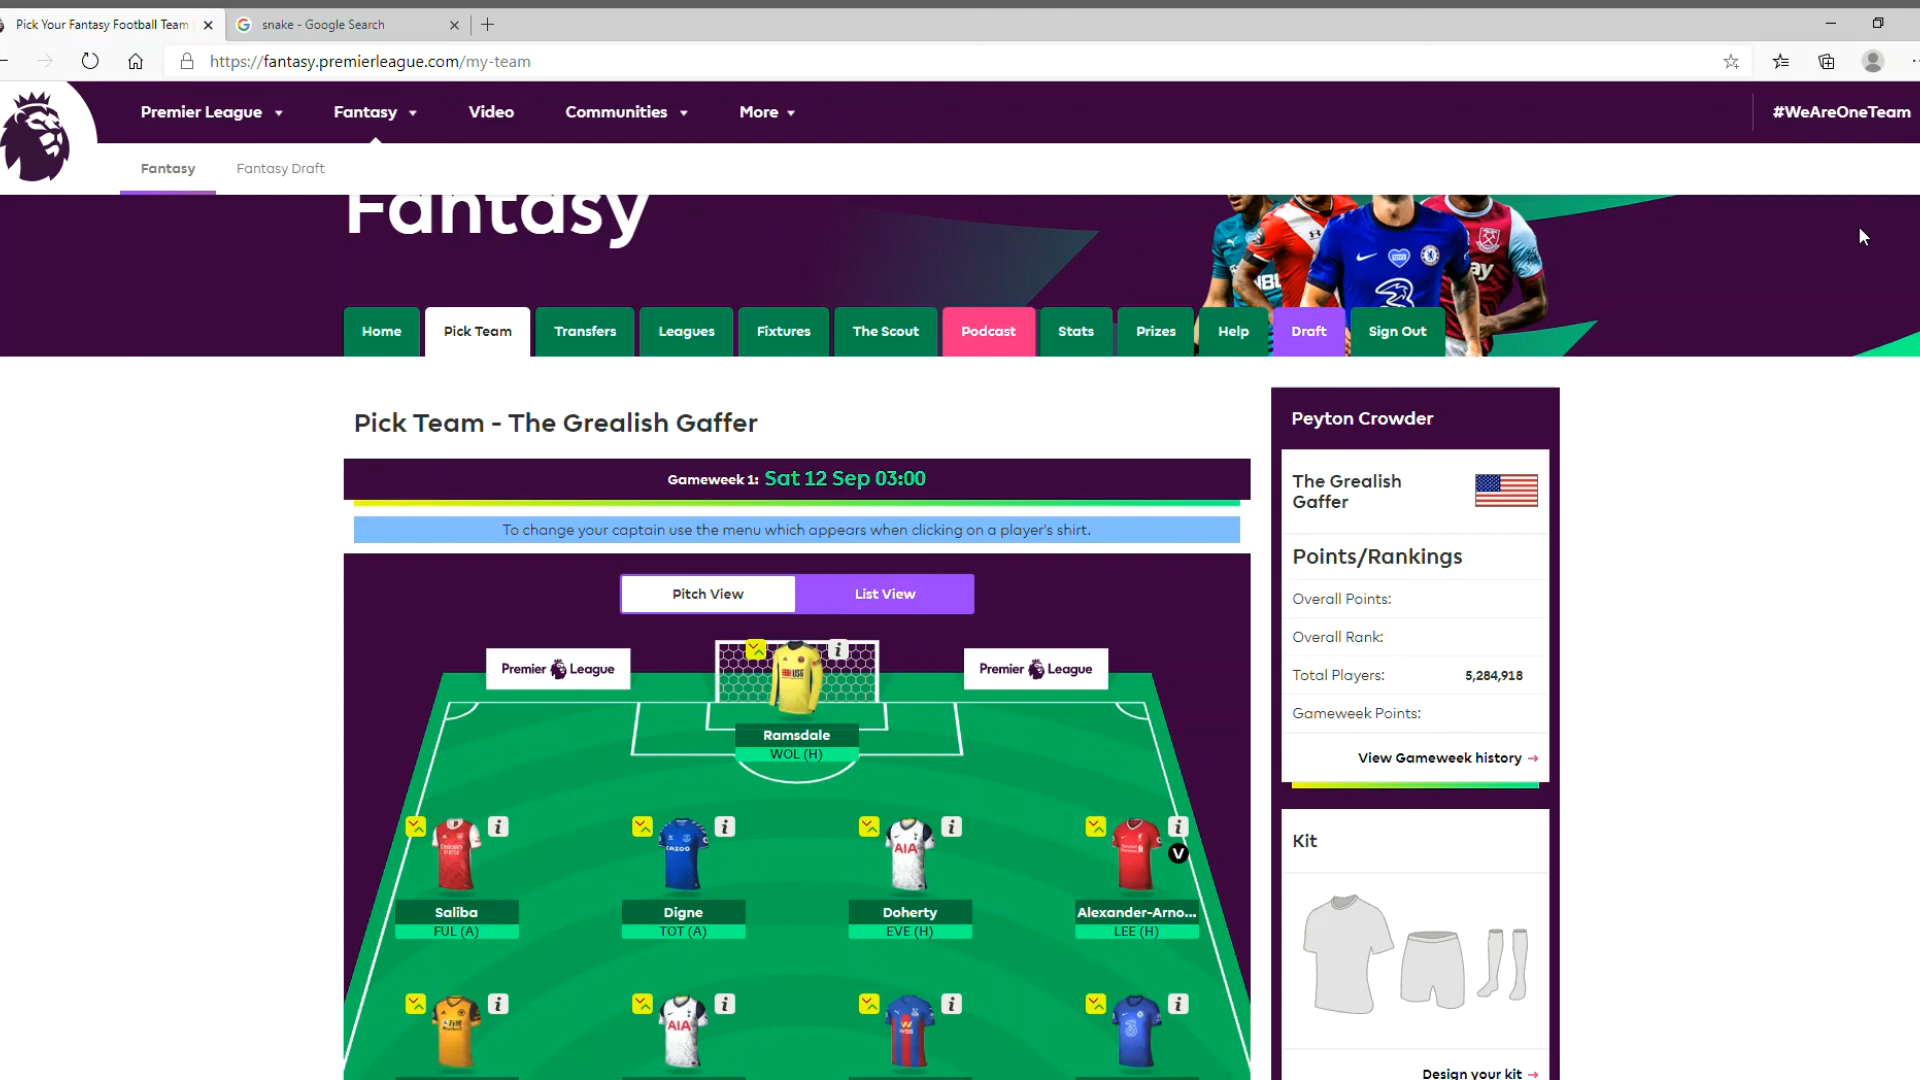 Pick Your Fantasy Football Team
snake - Google Search
https://fantasy.premierleague.com/my-team
Premier League
Fantasy
Video
Communities
More
#WeAreOneTeam
Fantasy
Fantasy Draft
Fantasy
Home
Pick Team
Transfers
Leagues
Fixtures
The Scout
Podcast
Stats
Prizes
Help
Draft
Sign Out
Pick Team - The Grealish Gaffer
Gameweek 1: Sat 12 Sep 03:00
To change your captain use the menu which appears when clicking on a player's shirt.
Pitch View
List View
Premier League
Premier League
Ramsdale
WOL (H)
Saliba
FUL (A)
Digne
TOT (A)
AIA
Doherty
EVE (H)
V
Alexander-Arno...
LEE (H)
AIA
Peyton Crowder
The Grealish
Gaffer
Points/Rankings
Overall Points:
Overall Rank:
Total Players: 5,284,918
Gameweek Points:
View Gameweek history
Kit
Design your kit